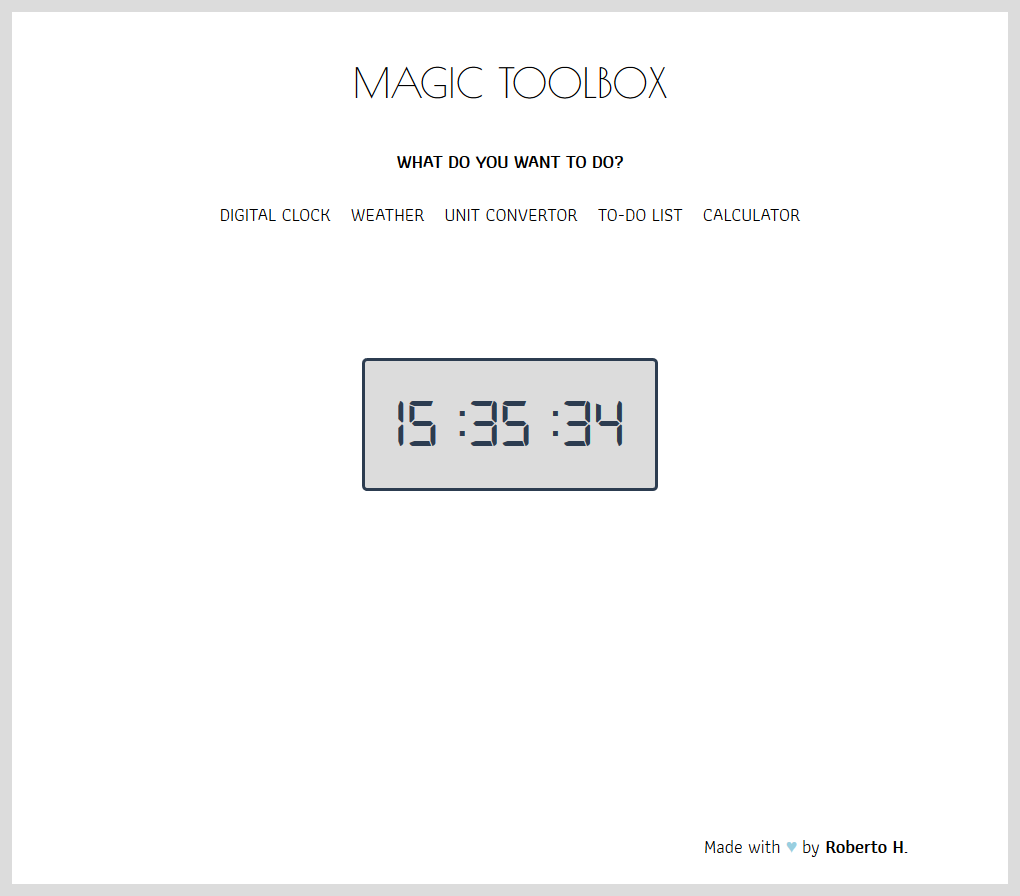 MAGIC TOOLBOX
WHAT DO YOU WANT TO DO?
DIGITAL CLOCK WEATHER UNIT CONVERTOR TO-DO LIST CALCULATOR
15 :35 :34
Made with ♥ by Roberto H.